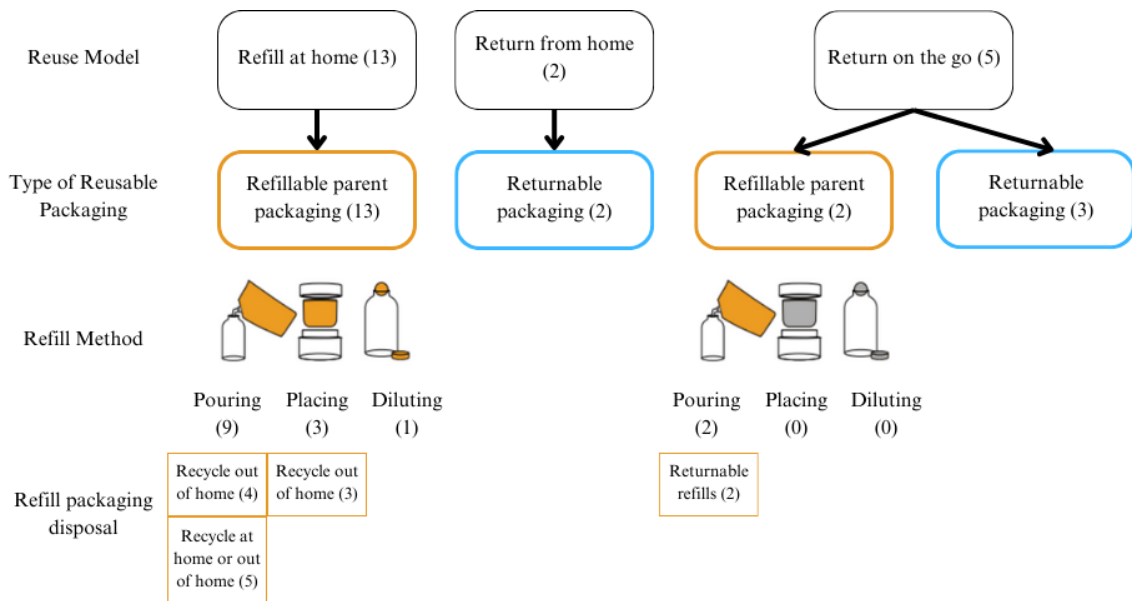 Reuse Model
Refill at home (13)
Return from home
(2)
Return on the go (5)
Type of Reusable
Packaging
Refillable parent
packaging (13)
Returnable
packaging (2)
Refillable parent
packaging (2)
Returnable
packaging (3)
Refill Method
Pouring
(9)
Placing
(3)
Diluting
(1)
Pouring
(2)
Placing
(0)
Diluting
(0)
Refill packaging
disposal
Recycle out
of home (4)
Recycle out
of home (3)
Returnable
refills (2)
Recycle at
home or out
of home (5)